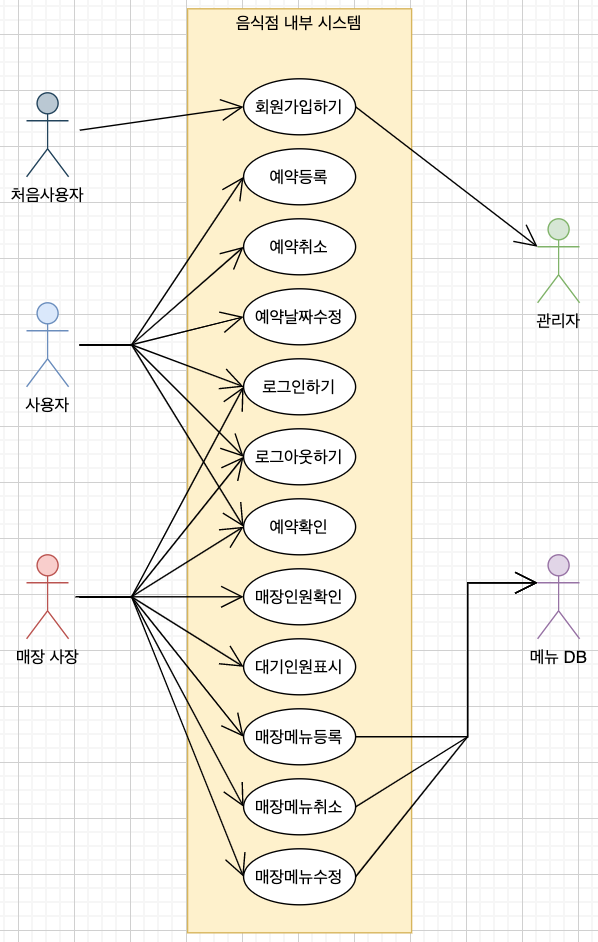 음식점 내부 시스템
회원가입하기
처음사용자
예약등록
예약취소
예약날짜수정
관리자
로그인하기
사용자
로그아웃하기
예약확인
매장인원확인
매장 사장
메뉴 DB
대기인원표시
매장메뉴등록
매장메뉴취소
매장메뉴수정